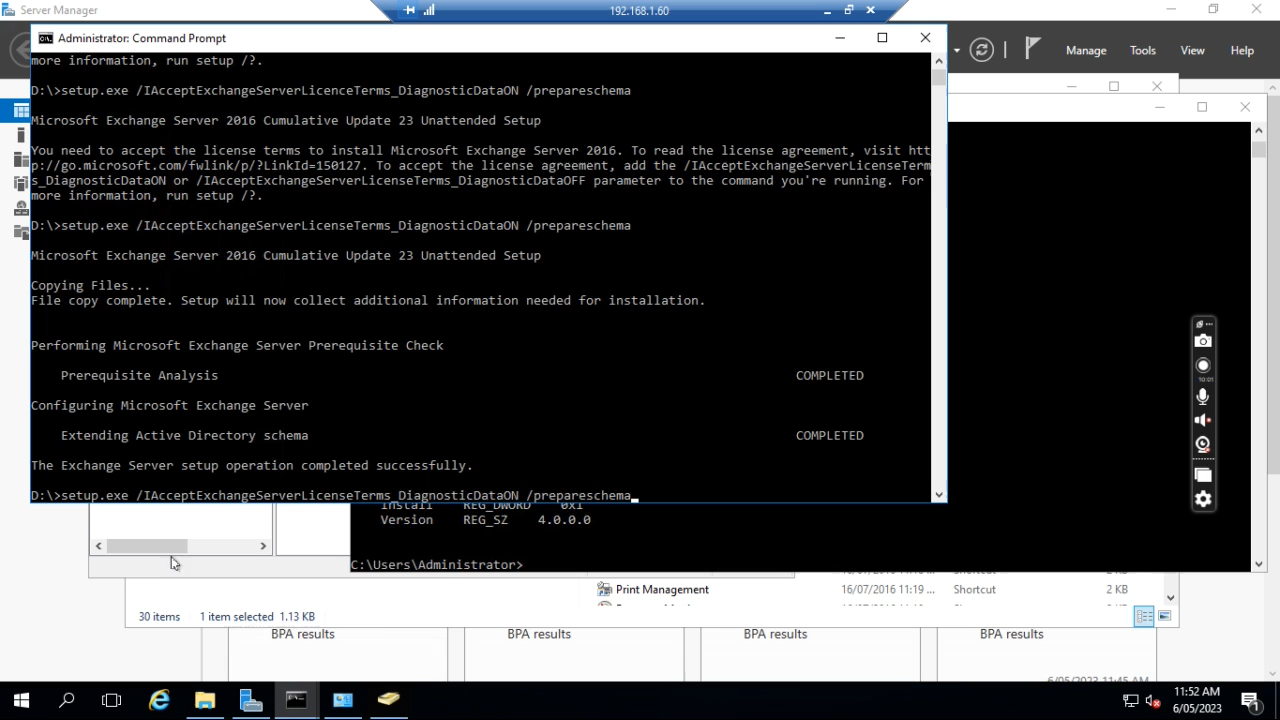 Server Manager
192.168.1.60
Administrator: Command Prompt
Manage
Tools
View
Help
more information, run setup /?.
D:\>setup.exe /IAcceptExchangeServerLicenceTerms_DiagnosticDataON /prepareschema
Microsoft Exchange Server 2016 Cumulative Update 23 Unattended Setup
You need to accept the license terms to install Microsoft Exchange Server 2016. To read the license agreement, visit htt
p://go.microsoft.com/fwlink/p/?LinkId=150127. To accept the license agreement, add the /IAcceptExchangeServerLicenseTerm
s_DiagnosticDataON or /IAcceptExchangeServerLicenseTerms_DiagnosticDataOFF parameter to the command you're running. For
more information, run setup /?.
D:\>setup.exe /IAcceptExchangeServerLicenseTerms_DiagnosticDataON /prepareschema
Microsoft Exchange Server 2016 Cumulative Update 23 Unattended Setup
Copying Files...
File copy complete. Setup will now collect additional information needed for installation.
Performing Microsoft Exchange Server Prerequisite Check
Prerequisite Analysis COMPLETED
Configuring Microsoft Exchange Server
Extending Active Directory schema COMPLETED
The Exchange Server setup operation completed successfully.
D:\>setup.exe /IAcceptExchangeServerLicenseTerms_DiagnosticDataON /prepareschema
10:01
Install REG_DWORD 0x1
Version REG_SZ 4.0.0.0
C:\Users\Administrator>
Print Management 16/07/2016 11:19 ... Shortcut 2 KB
30 items 1 item selected 1.13 KB
BPA results
BPA results
BPA results
BPA results
6/05/2023 11:45 AM
11:52 AM
6/05/2023
1